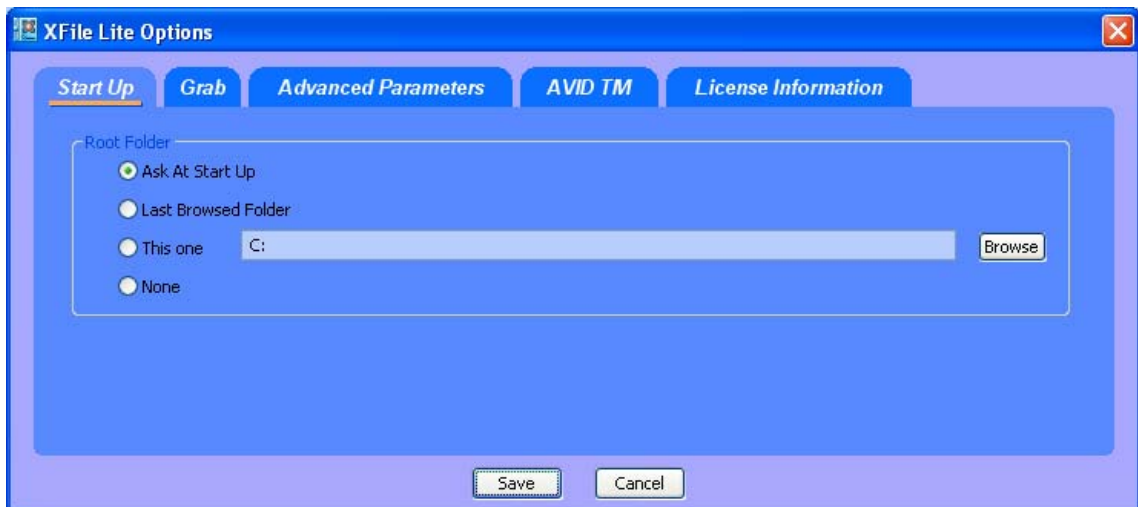 XFile Lite Options
Start Up Grab Advanced Parameters AVID TM License Information
Root Folder
Ask At Start Up
Last Browsed Folder
This one C: Browse
None
Save Cancel